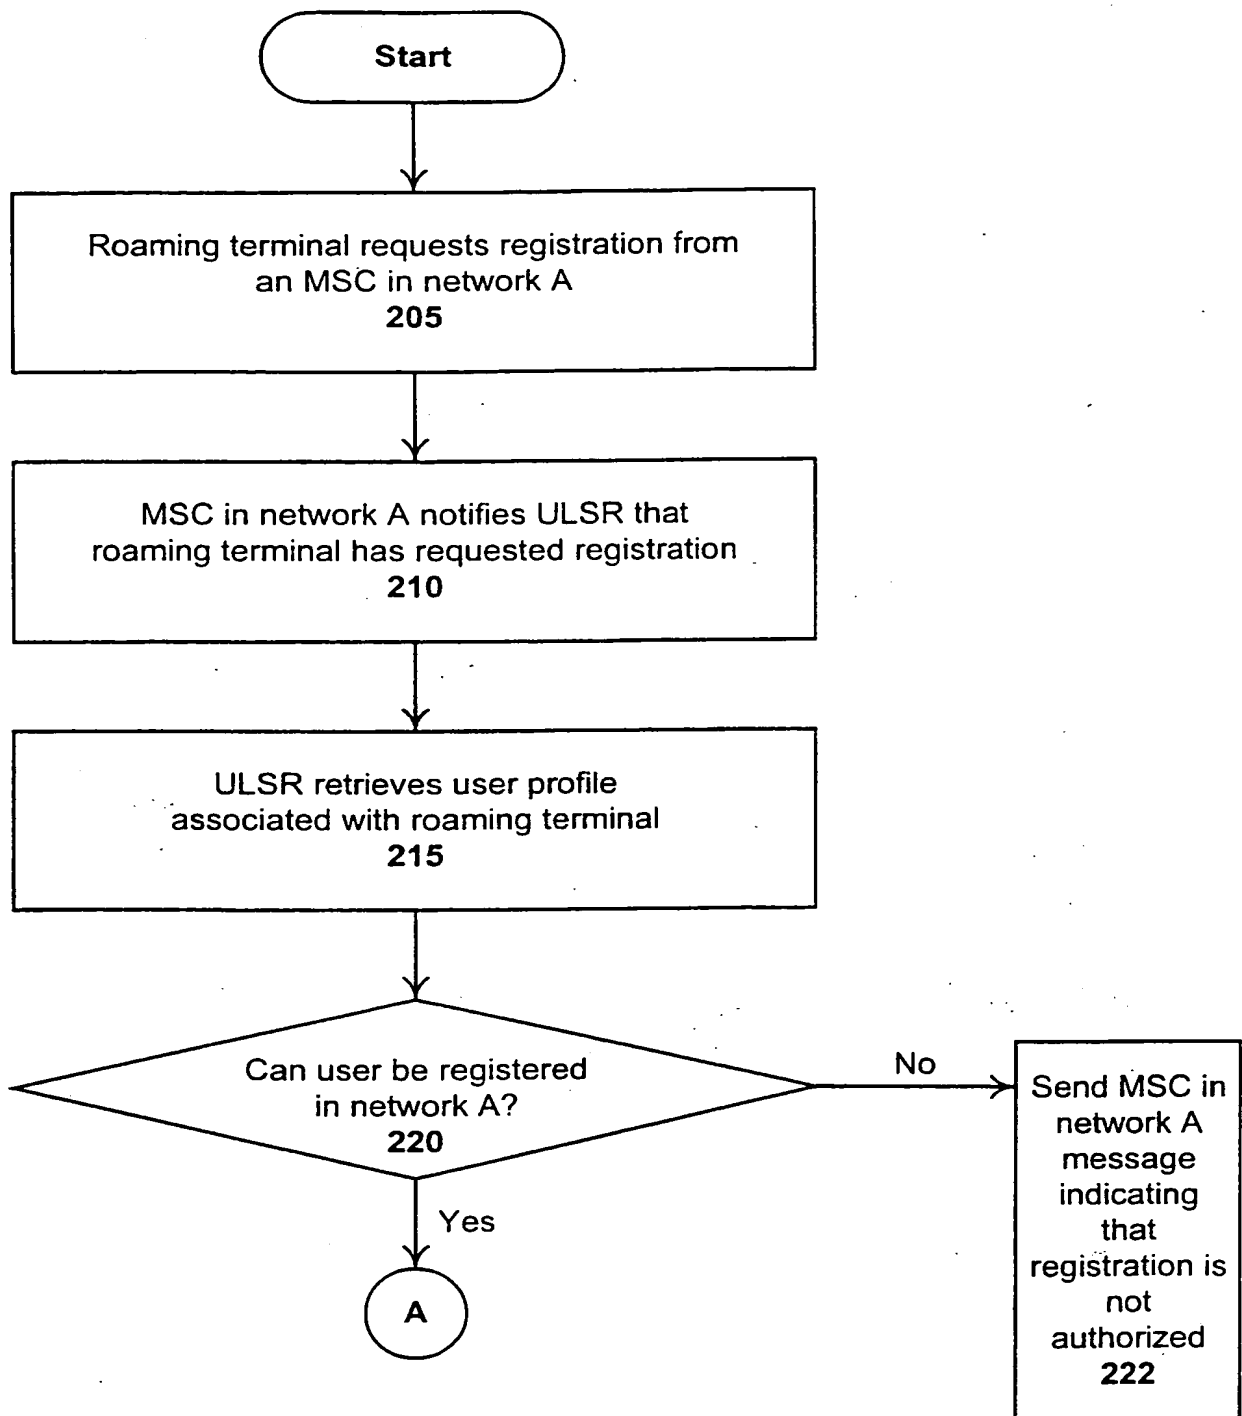 Start
Roaming terminal requests registration from
an MSC in network A
205
MSC in network A notifies ULSR that
roaming terminal has requested registration
210
ULSR retrieves user profile
associated with roaming terminal
215
Can user be registered
in network A?
220
No
Send MSC in
network A
message
indicating
that
registration is
not
authorized
222
Yes
A